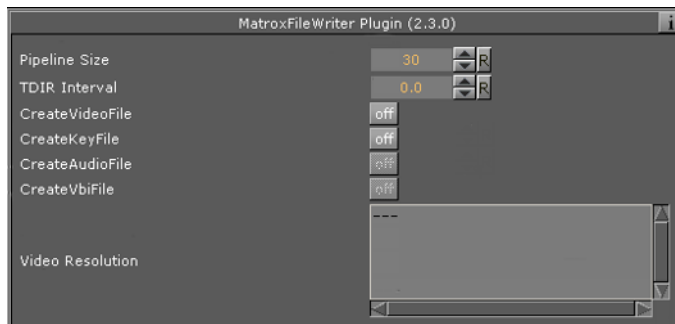 MatroxFileWriter Plugin (2.3.0) i
Pipeline Size 30 R
TDIR Interval 0.0 R
CreateVideoFile off
CreateKeyFile off
CreateAudioFile off
CreateVbiFile off
---
Video Resolution